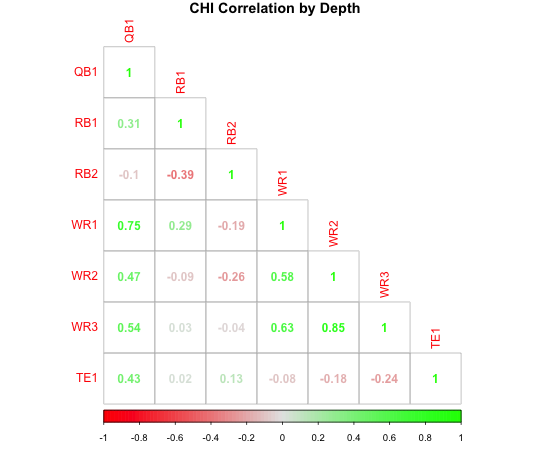 CHI Correlation by Depth
QB1
QB1 1 RB1
RB1 0.31 1 RB2
RB2 -0.1 -0.39 1 WR1
WR1 0.75 0.29 -0.19 1 WR2
WR2 0.47 -0.09 -0.26 0.58 1 WR3
WR3 0.54 0.03 -0.04 0.63 0.85 1 TE1
TE1 0.43 0.02 0.13 -0.08 -0.18 -0.24 1
-1 -0.8 -0.6 -0.4 -0.2 0 0.2 0.4 0.6 0.8 1